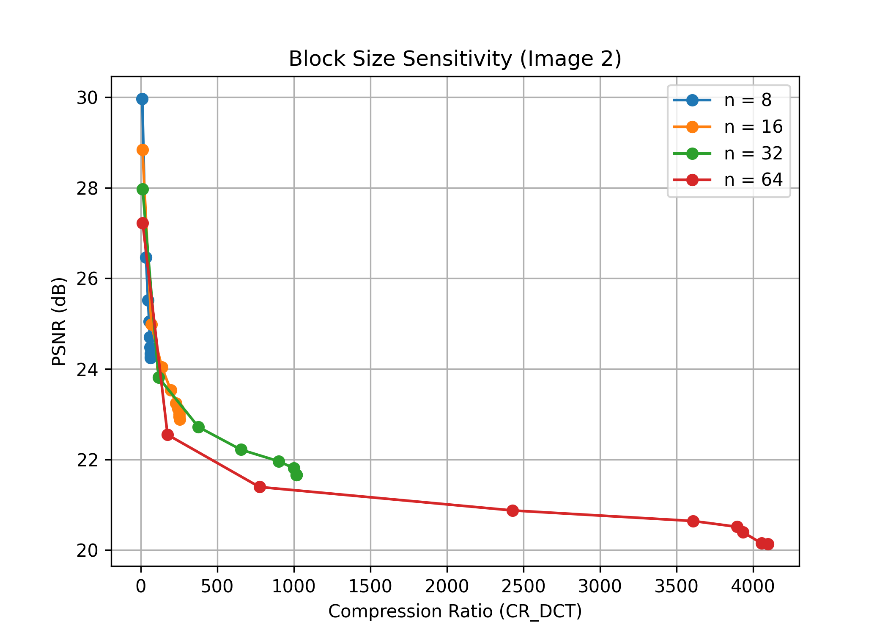 Block Size Sensitivity (Image 2)
n = 8
n = 16
n = 32
n = 64
PSNR (dB)
30
28
26
24
22
20
0 500 1000 1500 2000 2500 3000 3500 4000
Compression Ratio (CR_DCT)